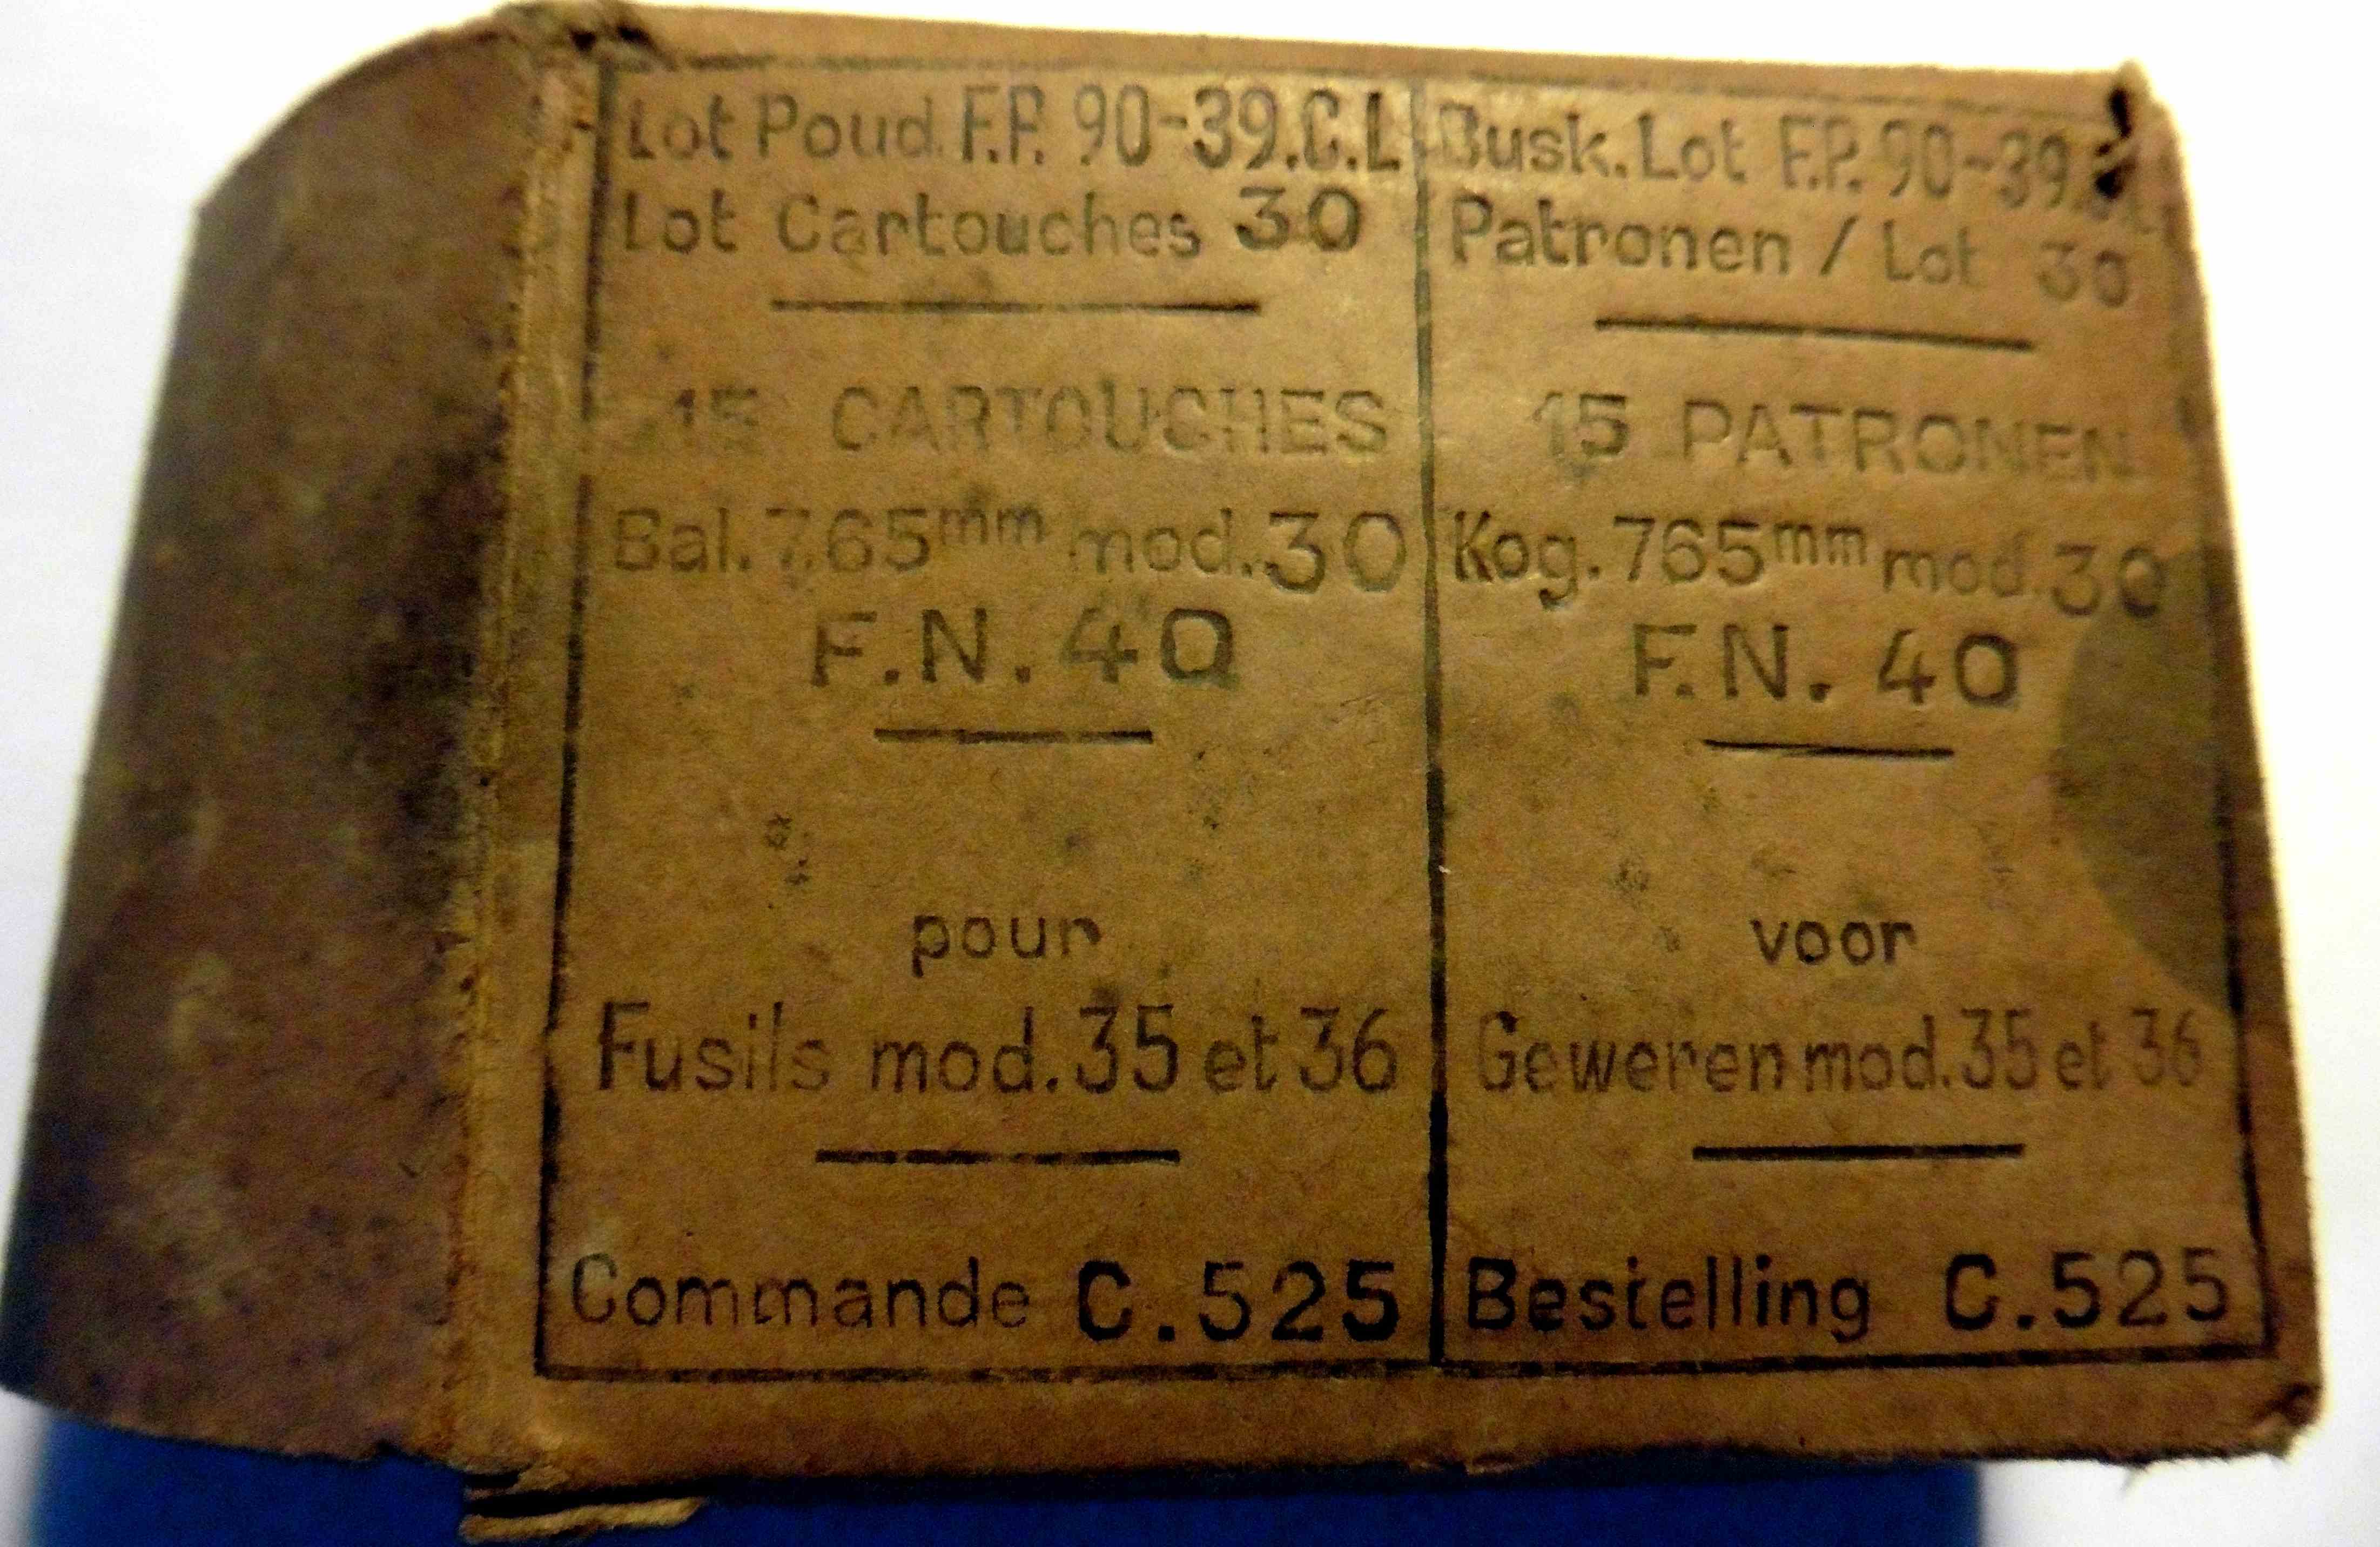 Lot Poud. F.P. 90-39.C.L
Lot Cartouches 30
15 CARTOUCHES
Bal. 7.65mm mod. 30
F.N. 40
pour
Fusils mod. 35 et 36
Commande C. 525
Busk. Lot F.P. 90-39.
Patronen / Lot 30
15 PATRONEN
Kog. 765mm mod. 30
F.N. 40
voor
Geweren mod. 35 et 36
Bestelling C. 525